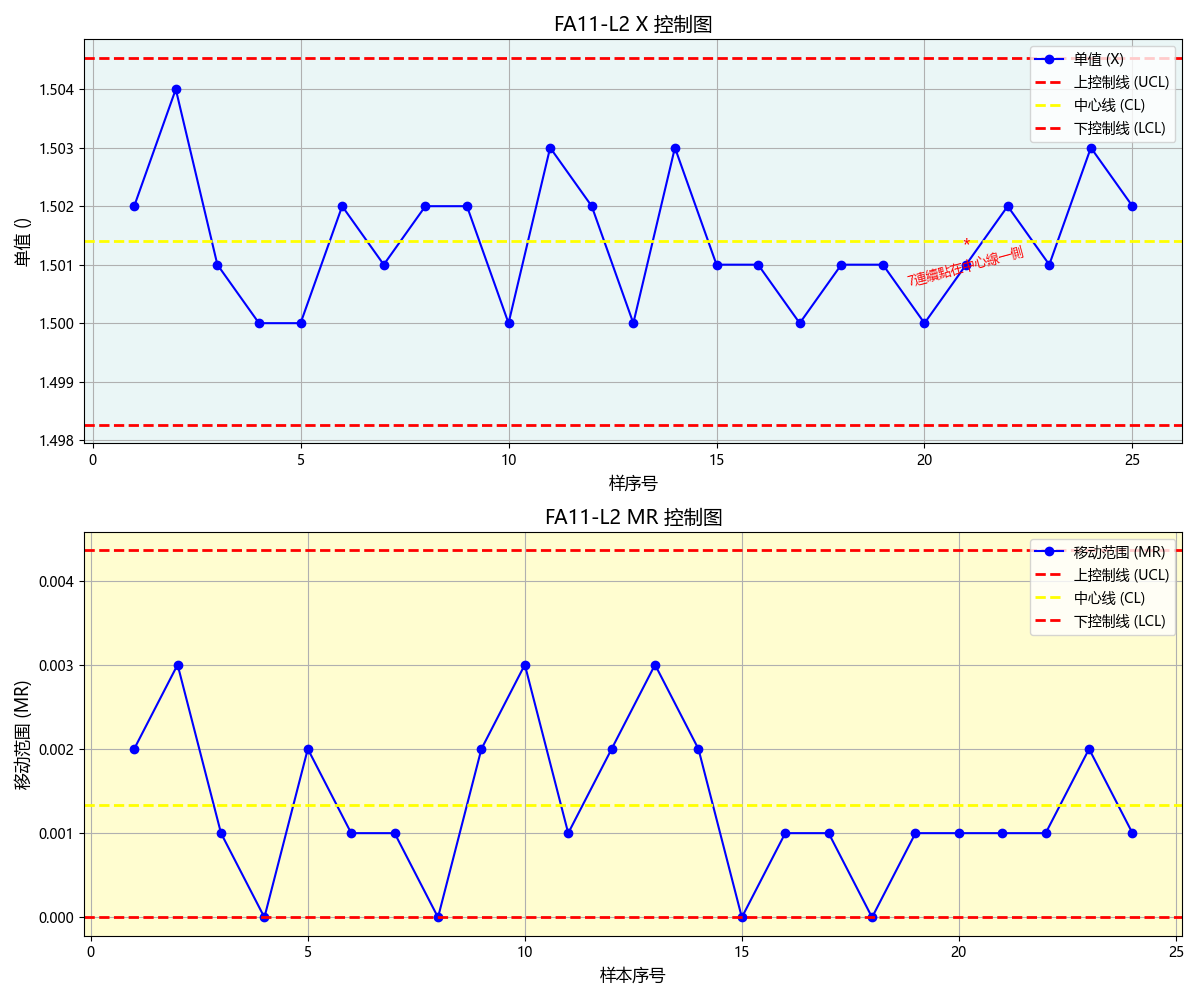 FA11-L2 X 控制图
单值 ()
1.504
1.503
1.502
1.501
1.500
1.499
1.498
单值 (X)
上控制线 (UCL)
中心线 (CL)
下控制线 (LCL)
*
7連續點在中心線一側
0 5 10 15 20 25
样序号
FA11-L2 MR 控制图
移动范围 (MR)
0.004
0.003
0.002
0.001
0.000
移动范围 (MR)
上控制线 (UCL)
中心线 (CL)
下控制线 (LCL)
0 5 10 15 20 25
样本序号